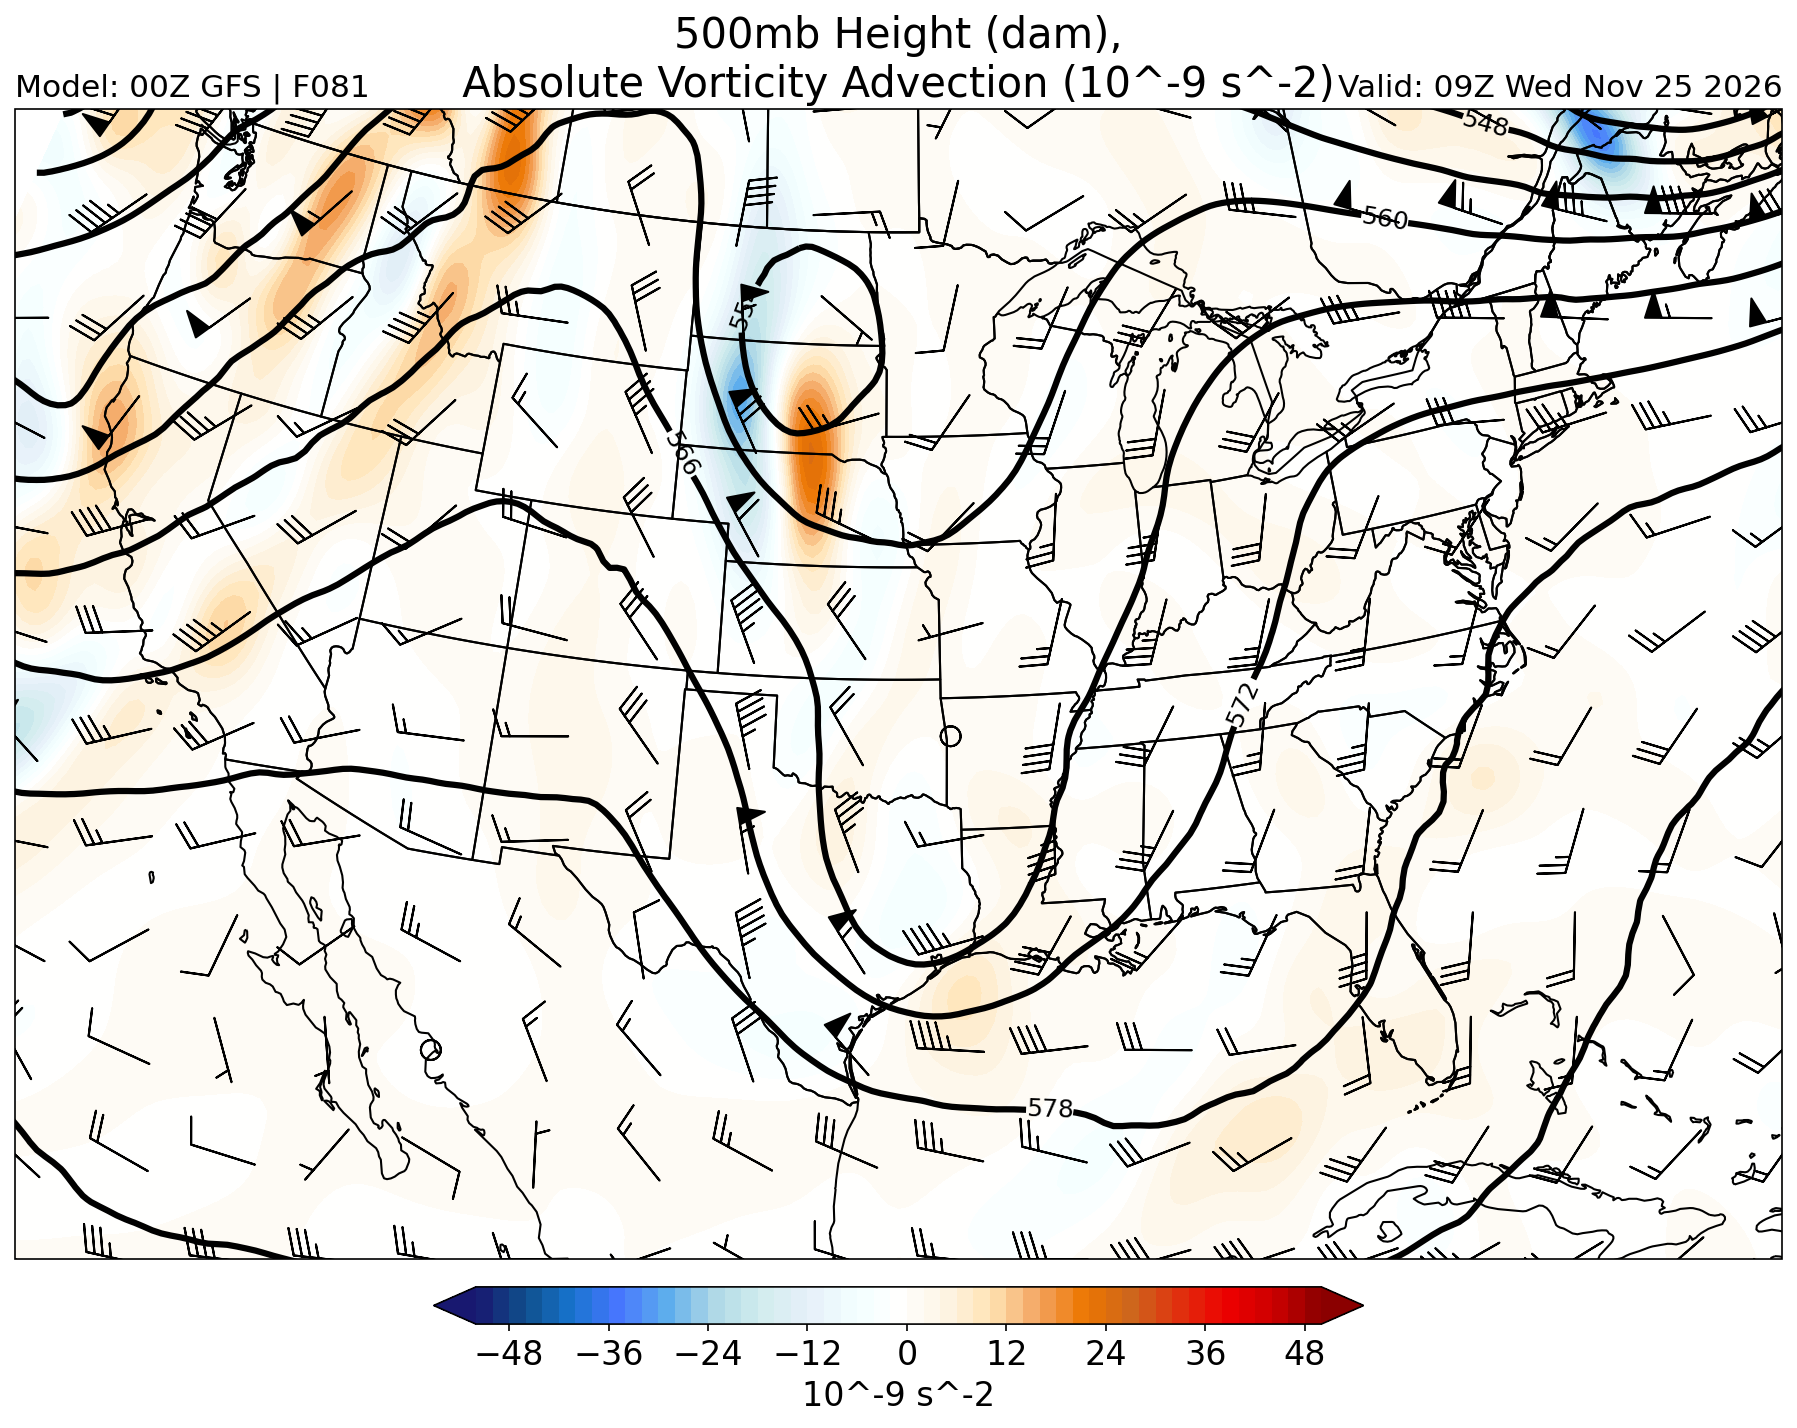 500mb Height (dam),
Model: 00Z GFS | F081
Absolute Vorticity Advection (10^-9 s^-2)
Valid: 09Z Wed Nov 25 2026
548
560
566
572
578
−48 −36 −24 −12 0 12 24 36 48
10^-9 s^-2